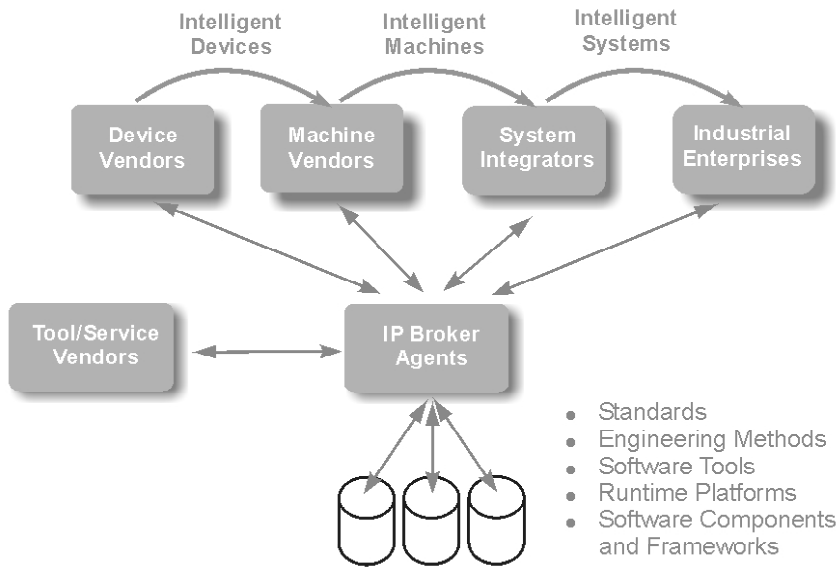 Intelligent
Devices
Intelligent
Machines
Intelligent
Systems
Device
Vendors
Machine
Vendors
System
Integrators
Industrial
Enterprises
Tool/Service
Vendors
IP Broker
Agents
• Standards
• Engineering Methods
• Software Tools
• Runtime Platforms
• Software Components
and Frameworks